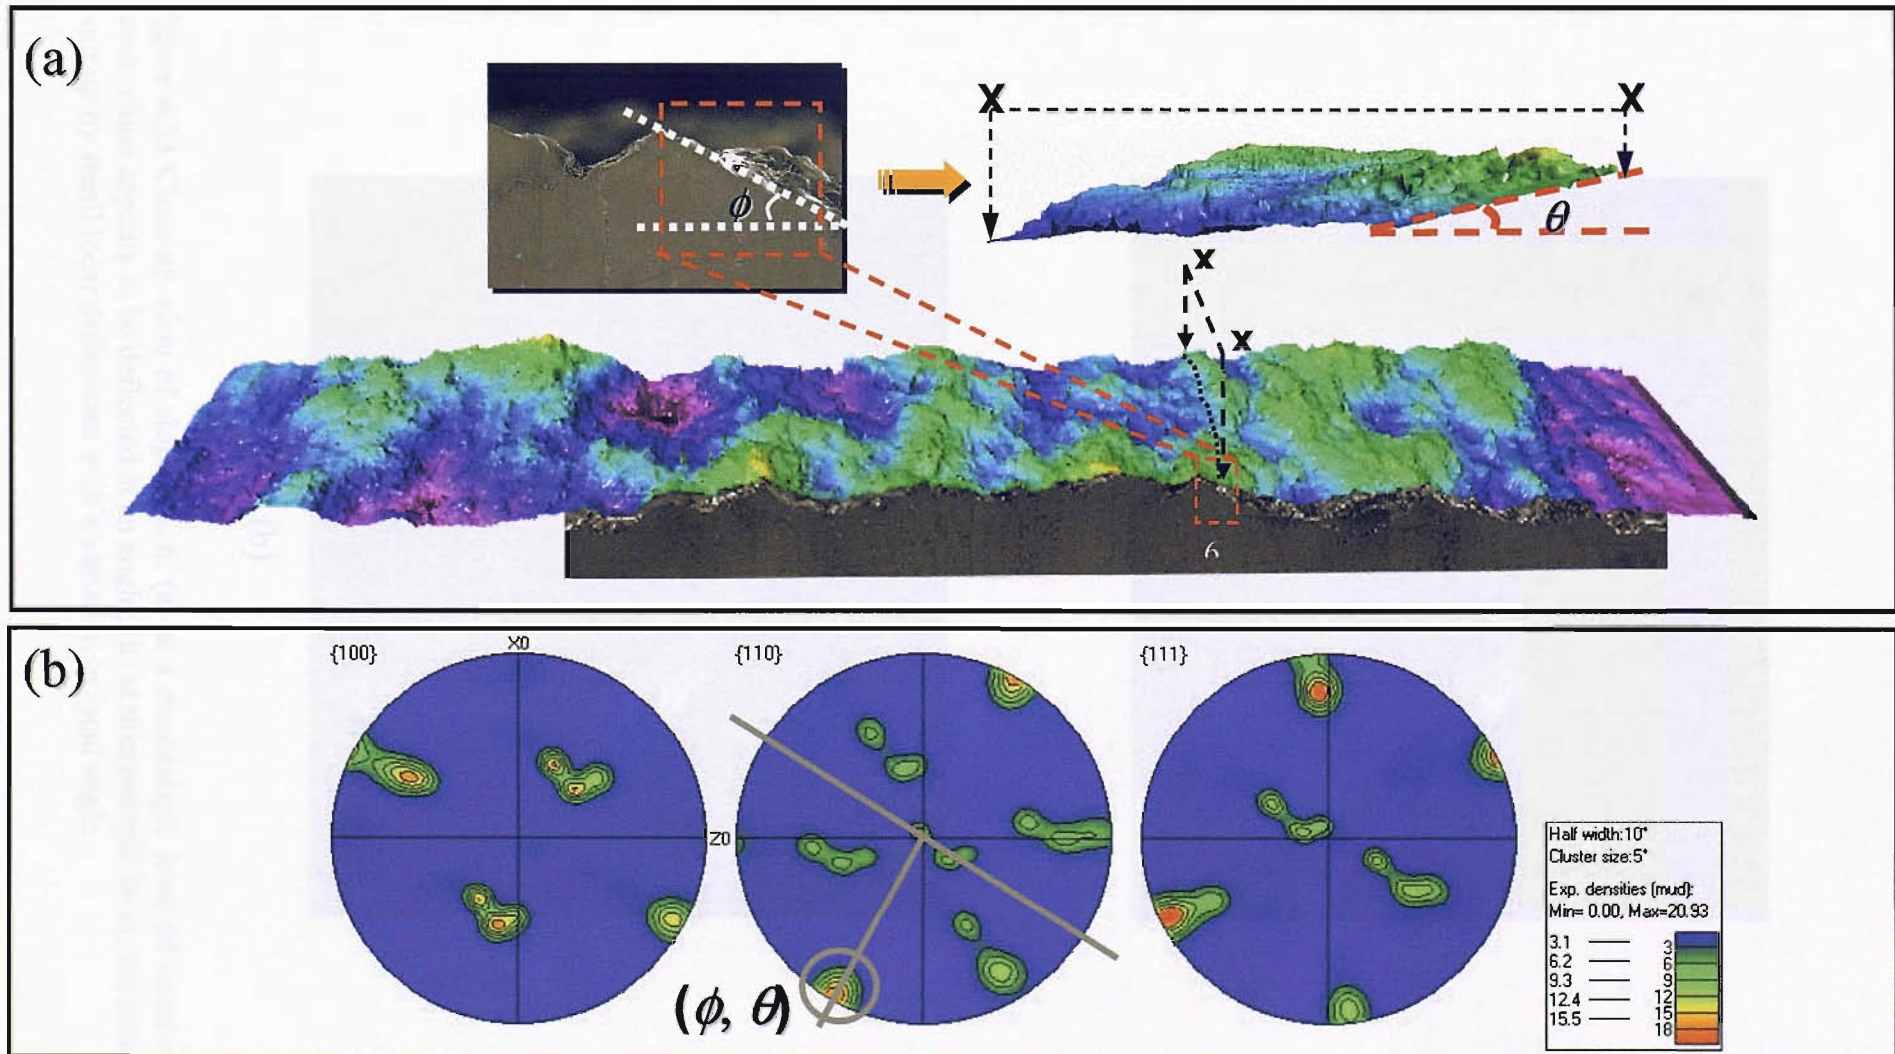 (a)
X X
ϕ
θ
x
x
6
(b)
{100}
X0
{110}
{111}
Z0
(ϕ, θ)
Half width:10°
Cluster size:5°
Exp. densities (mud):
Min= 0.00, Max=20.93
3.1 3
6.2 6
9.3 9
12.4 12
15.5 15
18